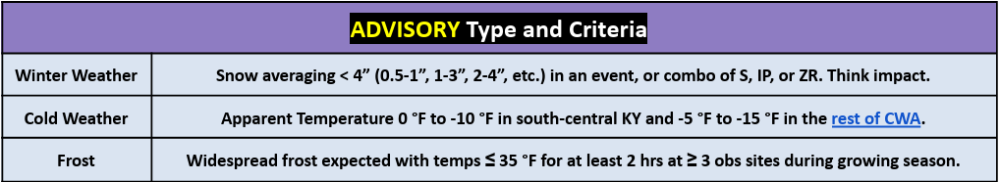 ADVISORY Type and Criteria
Winter Weather
Snow averaging < 4” (0.5-1”, 1-3”, 2-4”, etc.) in an event, or combo of S, IP, or ZR. Think impact.
Cold Weather
Apparent Temperature 0 °F to -10 °F in south-central KY and -5 °F to -15 °F in the rest of CWA.
Frost
Widespread frost expected with temps ≤ 35 °F for at least 2 hrs at ≥ 3 obs sites during growing season.